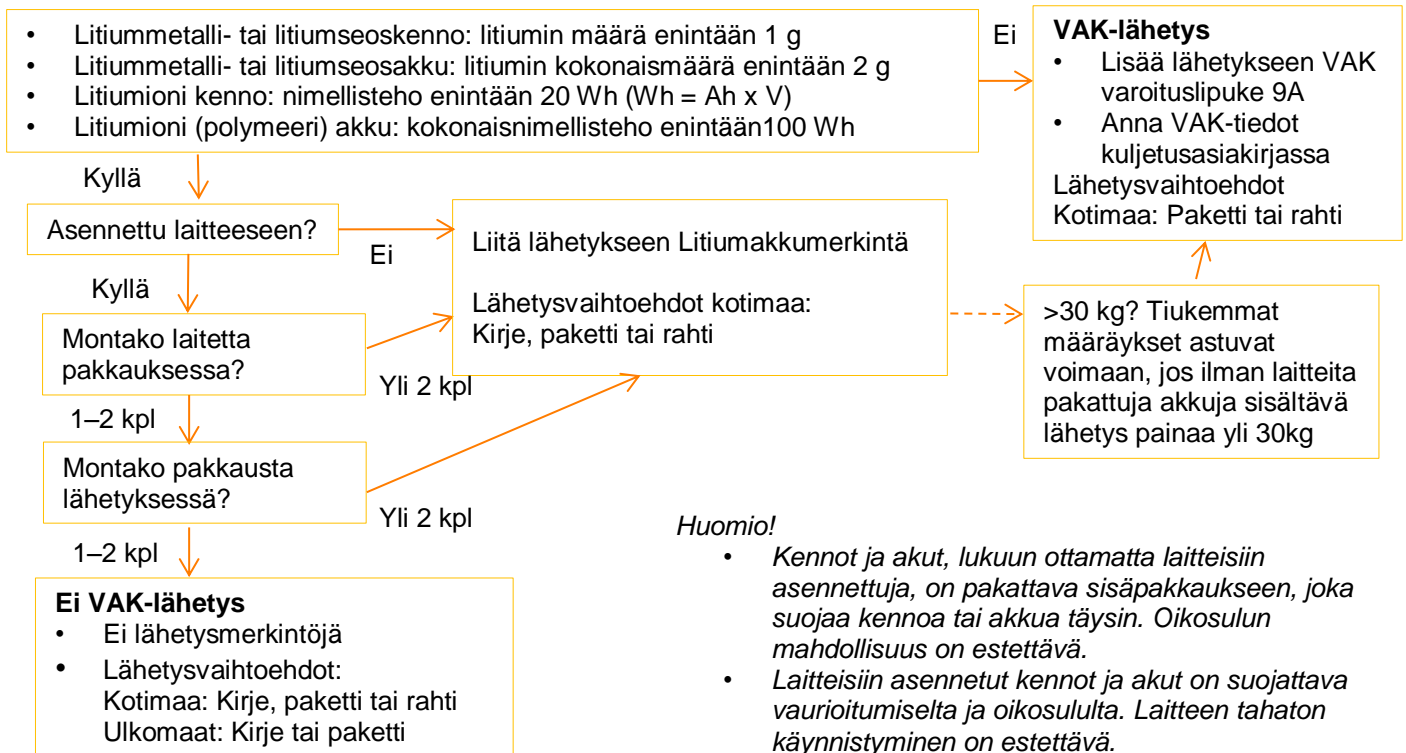 • Litiummetalli- tai litiumseoskenno: litiumin määrä enintään 1 g
• Litiummetalli- tai litiumseosakku: litiumin kokonaismäärä enintään 2 g
• Litiumioni kenno: nimellisteho enintään 20 Wh (Wh = Ah x V)
• Litiumioni (polymeeri) akku: kokonaisnimellisteho enintään100 Wh
Ei
VAK-lähetys
• Lisää lähetykseen VAK
varoituslipuke 9A
• Anna VAK-tiedot
kuljetusasiakirjassa
Lähetysvaihtoehdot
Kotimaa: Paketti tai rahti
Kyllä
Asennettu laitteeseen?
Ei
Liitä lähetykseen Litiumakkumerkintä
Lähetysvaihtoehdot kotimaa:
Kirje, paketti tai rahti
>30 kg? Tiukemmat
määräykset astuvat
voimaan, jos ilman laitteita
pakattuja akkuja sisältävä
lähetys painaa yli 30kg
Kyllä
Montako laitetta
pakkauksessa?
Yli 2 kpl
1–2 kpl
Montako pakkausta
lähetyksessä?
Yli 2 kpl
1–2 kpl
Ei VAK-lähetys
• Ei lähetysmerkintöjä
• Lähetysvaihtoehdot:
Kotimaa: Kirje, paketti tai rahti
Ulkomaat: Kirje tai paketti
Huomio!
• Kennot ja akut, lukuun ottamatta laitteisiin
asennettuja, on pakattava sisäpakkaukseen, joka
suojaa kennoa tai akkua täysin. Oikosulun
mahdollisuus on estettävä.
• Laitteisiin asennetut kennot ja akut on suojattava
vaurioitumiselta ja oikosululta. Laitteen tahaton
käynnistyminen on estettävä.